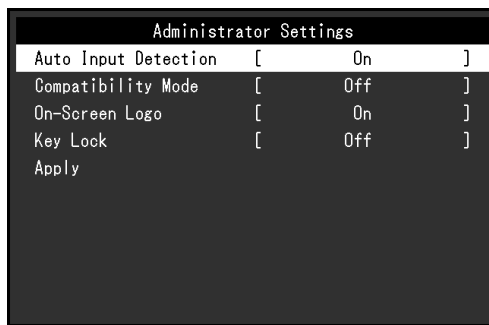 Administrator Settings
Auto Input Detection [ On ]
Compatibility Mode [ Off ]
On-Screen Logo [ On ]
Key Lock [ Off ]
Apply